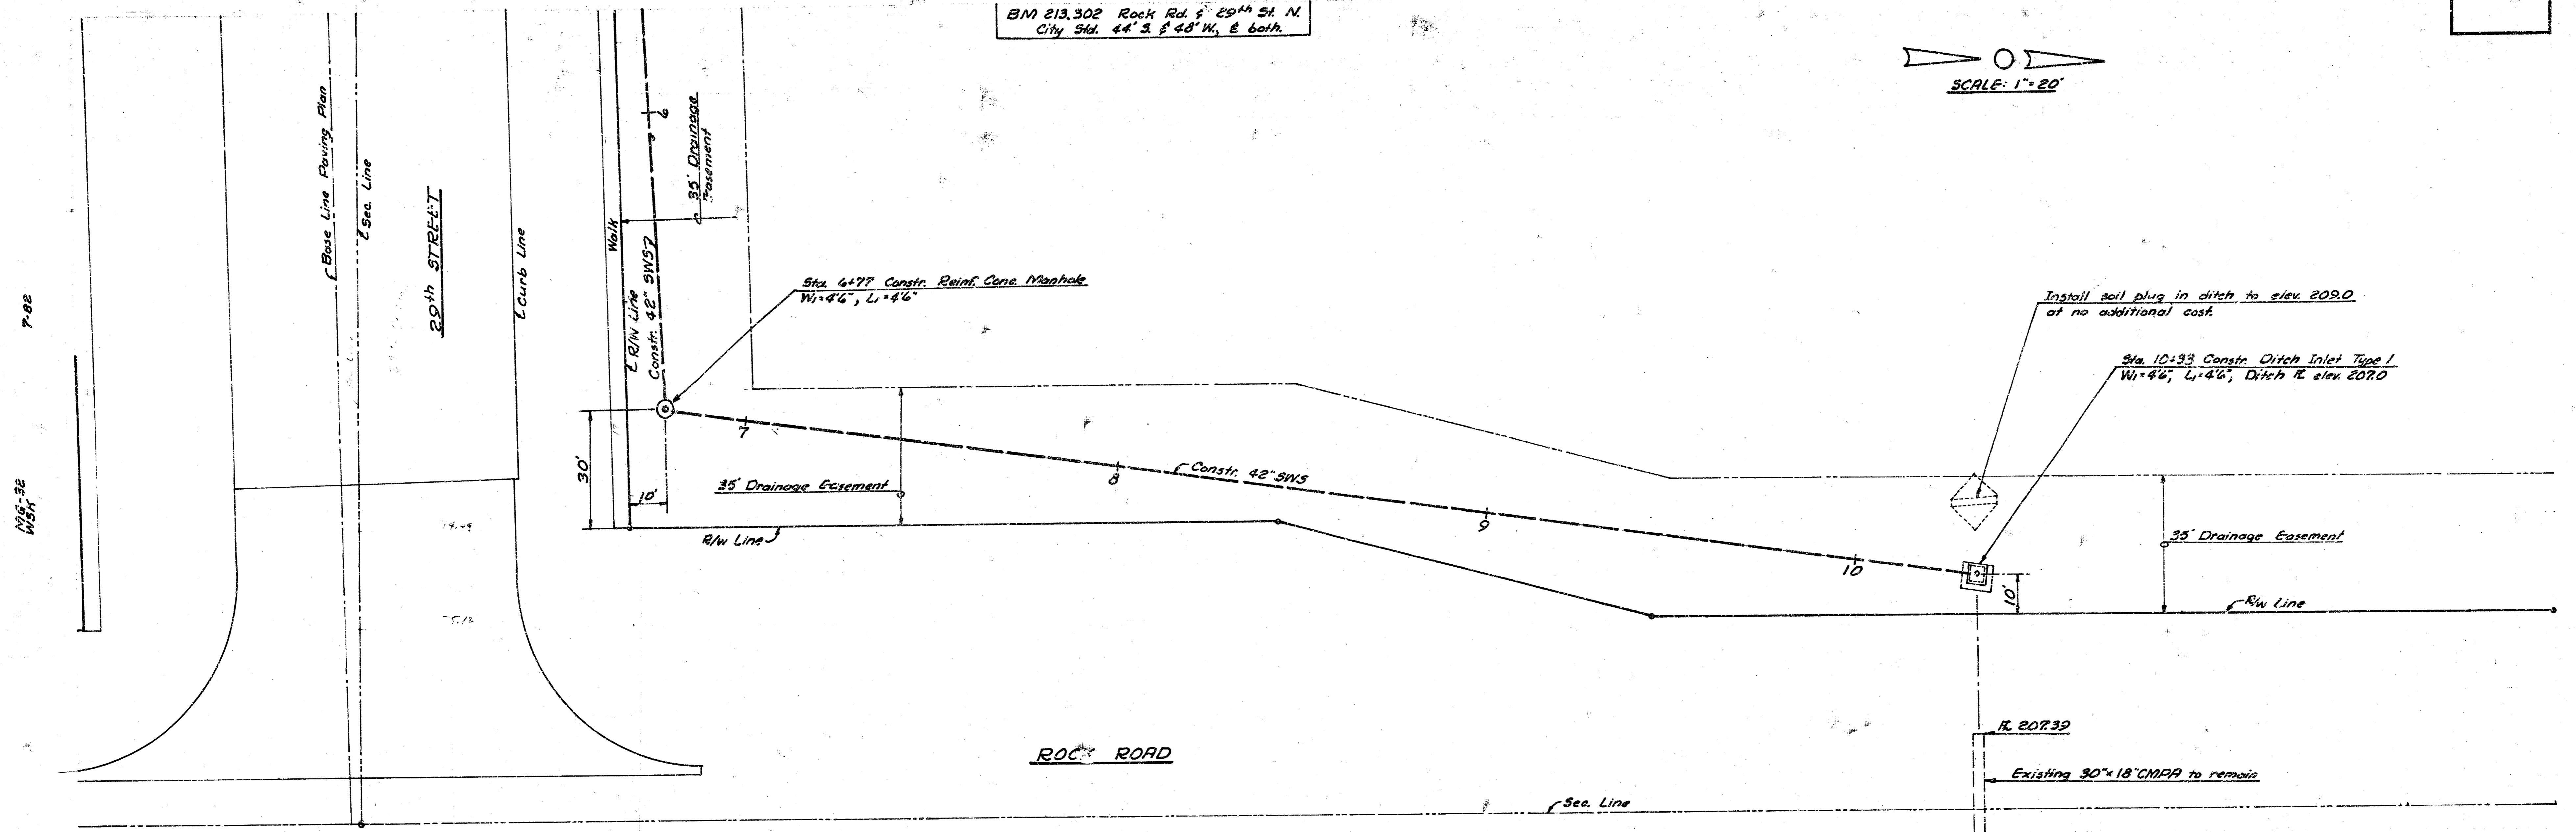 BM 213.302 Rock Rd. & 29th St. N.
City Std. 44' S. & 48' W., ℄ both.
SCALE: 1"=20'
7-82
MG-32
WSK
Base Line Paving Plan
Sec. Line
29th STREET
Curb Line
Walk
R/W Line
Constr. 42" SWS
6
35' Drainage
Easement
Sta. 6+77 Constr. Reinf. Conc. Manhole
W1=4'6", L1=4'6"
Install soil plug in ditch to elev. 209.0
at no additional cost.
Sta. 10+33 Constr. Ditch Inlet Type 1
W1=4'6", L1=4'6", Ditch ℄ elev. 207.0
7
8
9
10
30'
10'
35' Drainage Easement
Constr. 42" SWS
R/W Line
35' Drainage Easement
10'
R/W Line
ROCK ROAD
207.39
Existing 30"x18" CMPA to remain
Sec. Line